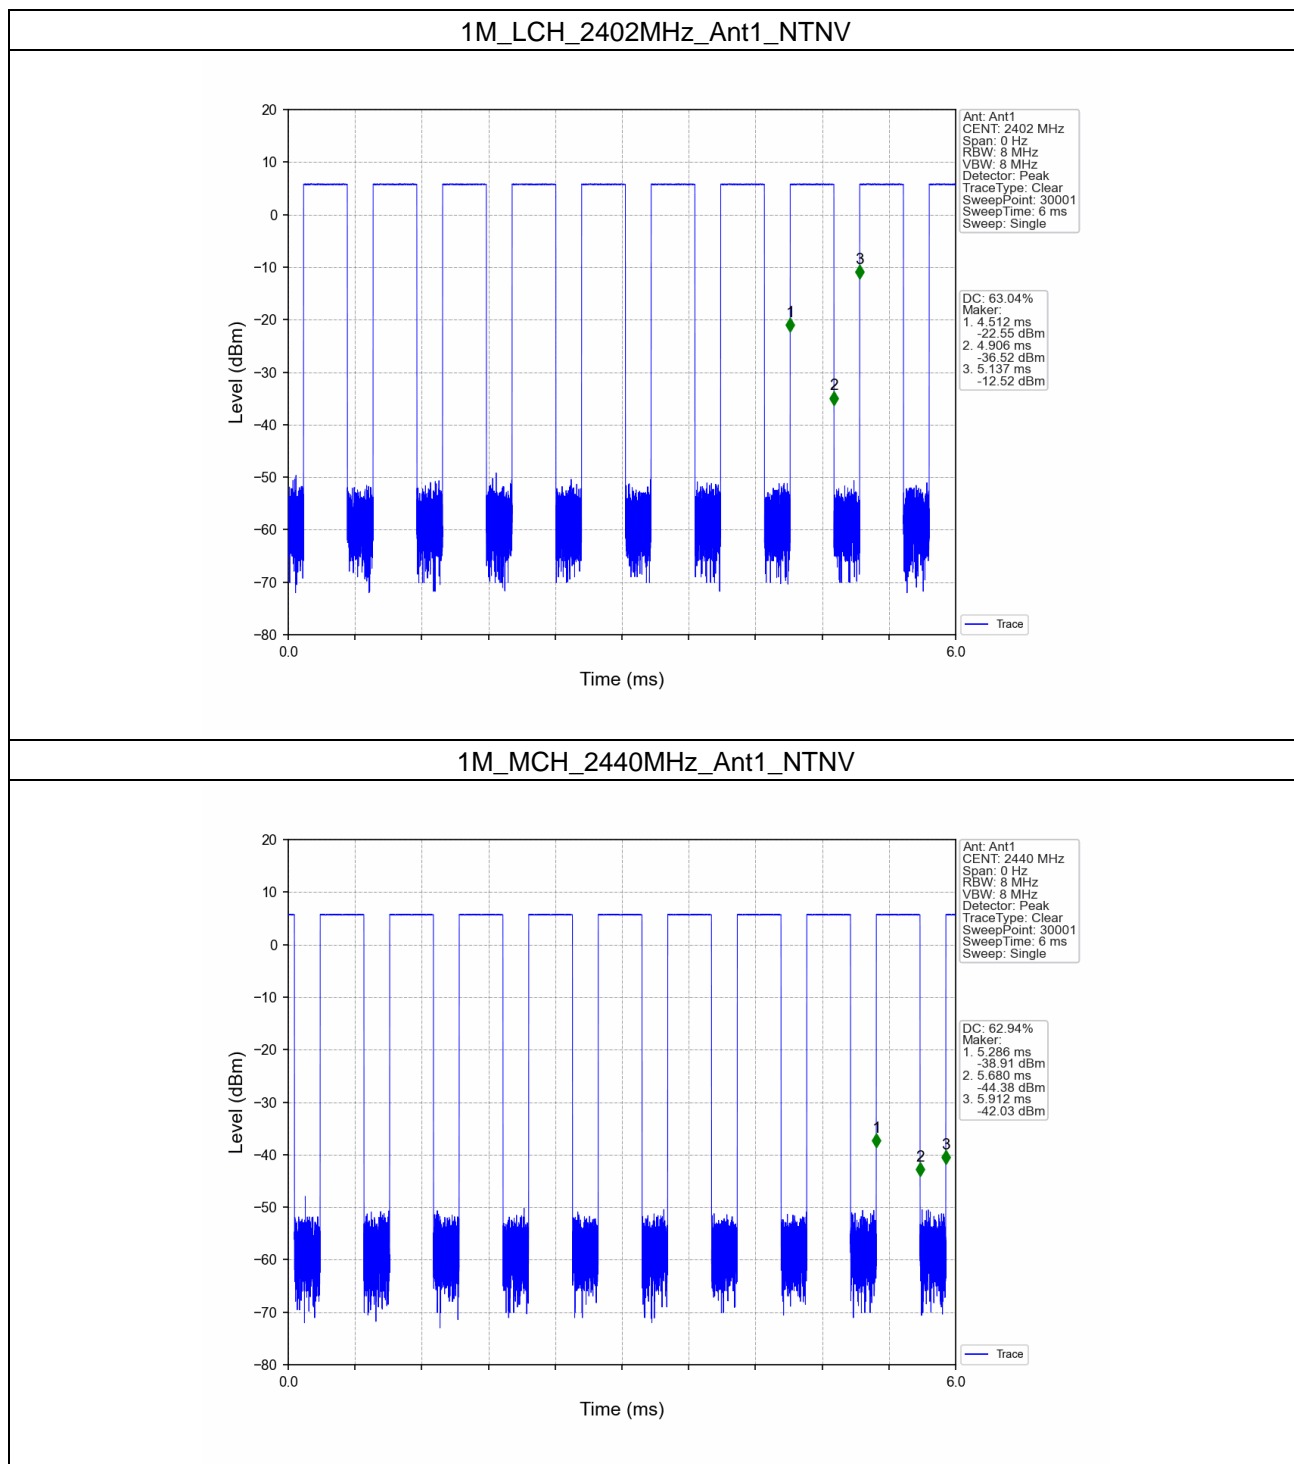 1M_LCH_2402MHz_Ant1_NTNV
20
10
0
−10
−20
−30
−40
−50
−60
−70
−80
Level (dBm)
0.0
6.0
Time (ms)
1
2
3
Ant: Ant1
CENT: 2402 MHz
Span: 0 Hz
RBW: 8 MHz
VBW: 8 MHz
Detector: Peak
TraceType: Clear
SweepPoint: 30001
SweepTime: 6 ms
Sweep: Single
DC: 63.04%
Maker:
1. 4.512 ms
-22.55 dBm
2. 4.906 ms
-36.52 dBm
3. 5.137 ms
-12.52 dBm
Trace
1M_MCH_2440MHz_Ant1_NTNV
20
10
0
−10
−20
−30
−40
−50
−60
−70
−80
Level (dBm)
0.0
6.0
Time (ms)
1
2
3
Ant: Ant1
CENT: 2440 MHz
Span: 0 Hz
RBW: 8 MHz
VBW: 8 MHz
Detector: Peak
TraceType: Clear
SweepPoint: 30001
SweepTime: 6 ms
Sweep: Single
DC: 62.94%
Maker:
1. 5.286 ms
-38.91 dBm
2. 5.680 ms
-44.38 dBm
3. 5.912 ms
-42.03 dBm
Trace